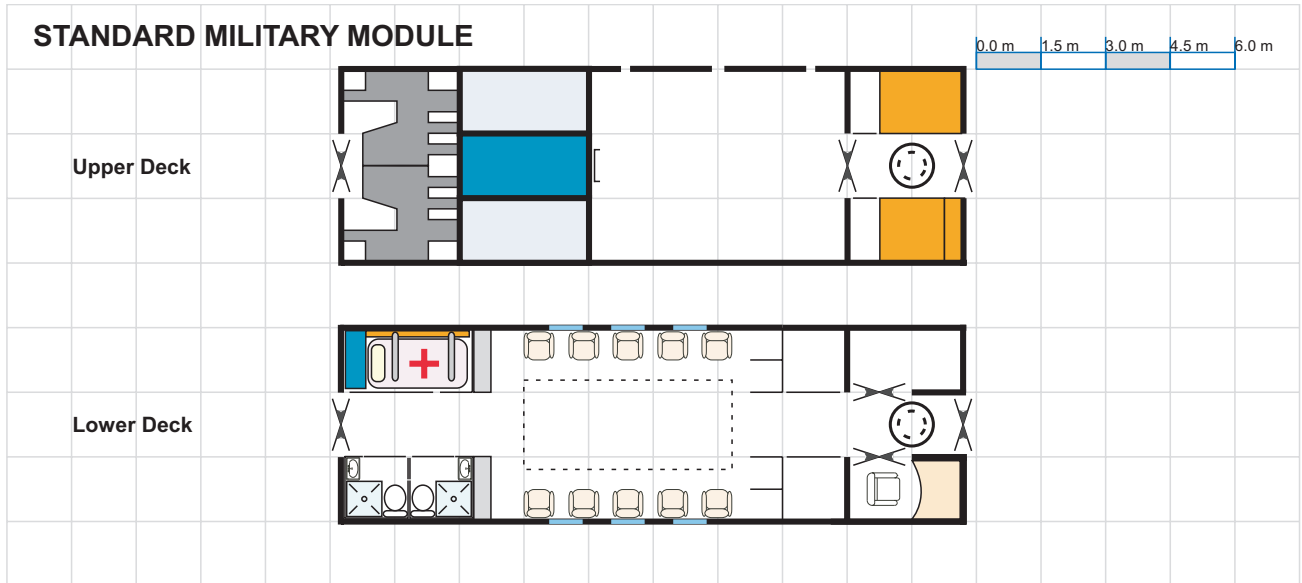 STANDARD MILITARY MODULE
0.0 m 1.5 m 3.0 m 4.5 m 6.0 m
Upper Deck
Lower Deck